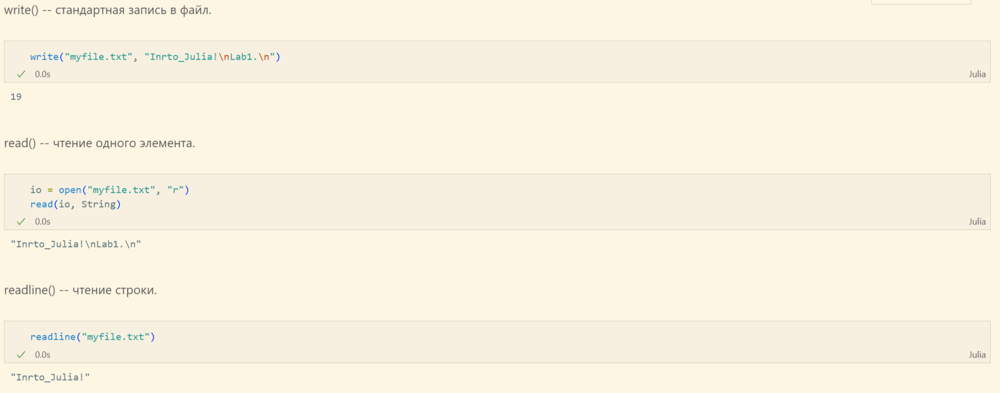 write() -- стандартная запись в файл.
write("myfile.txt", "Inrto_Julia!\nLab1.\n")
0.0s
Julia
19
read() -- чтение одного элемента.
io = open("myfile.txt", "r")
read(io, String)
0.0s
Julia
"Inrto_Julia!\nLab1.\n"
readline() -- чтение строки.
readline("myfile.txt")
0.0s
Julia
"Inrto_Julia!"